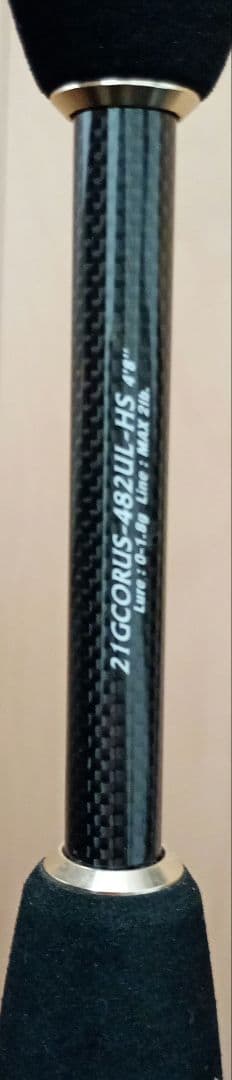 21GCORUS-482UL-HS 4'8"
Lure : 0-1.8g Line : MAX 2lb.